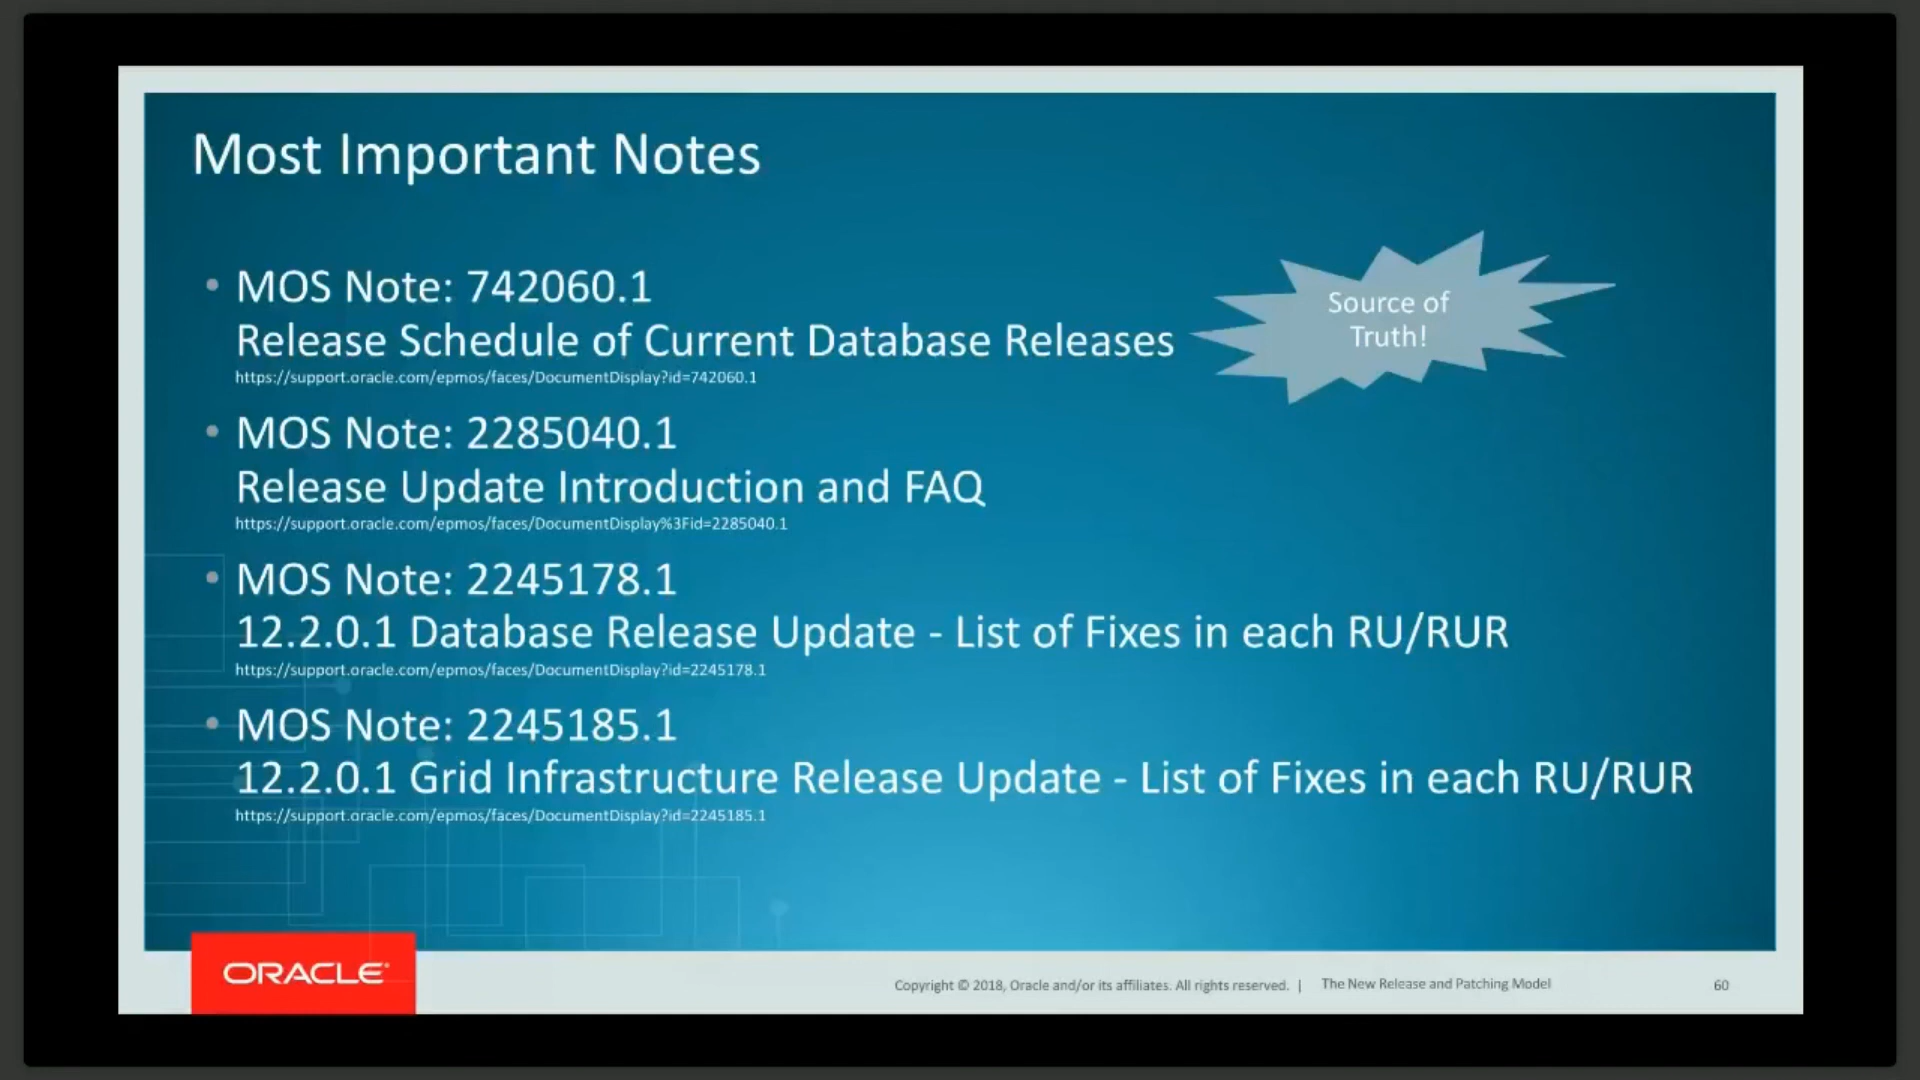 Most Important Notes
• MOS Note: 742060.1
Release Schedule of Current Database Releases
https://support.oracle.com/epmos/faces/DocumentDisplay?id=742060.1
Source of
Truth!
• MOS Note: 2285040.1
Release Update Introduction and FAQ
https://support.oracle.com/epmos/faces/DocumentDisplay%3Fid=2285040.1
• MOS Note: 2245178.1
12.2.0.1 Database Release Update - List of Fixes in each RU/RUR
https://support.oracle.com/epmos/faces/DocumentDisplay?id=2245178.1
• MOS Note: 2245185.1
12.2.0.1 Grid Infrastructure Release Update - List of Fixes in each RU/RUR
https://support.oracle.com/epmos/faces/DocumentDisplay?id=2245185.1
ORACLE®
Copyright © 2018, Oracle and/or its affiliates. All rights reserved. | The New Release and Patching Model 60